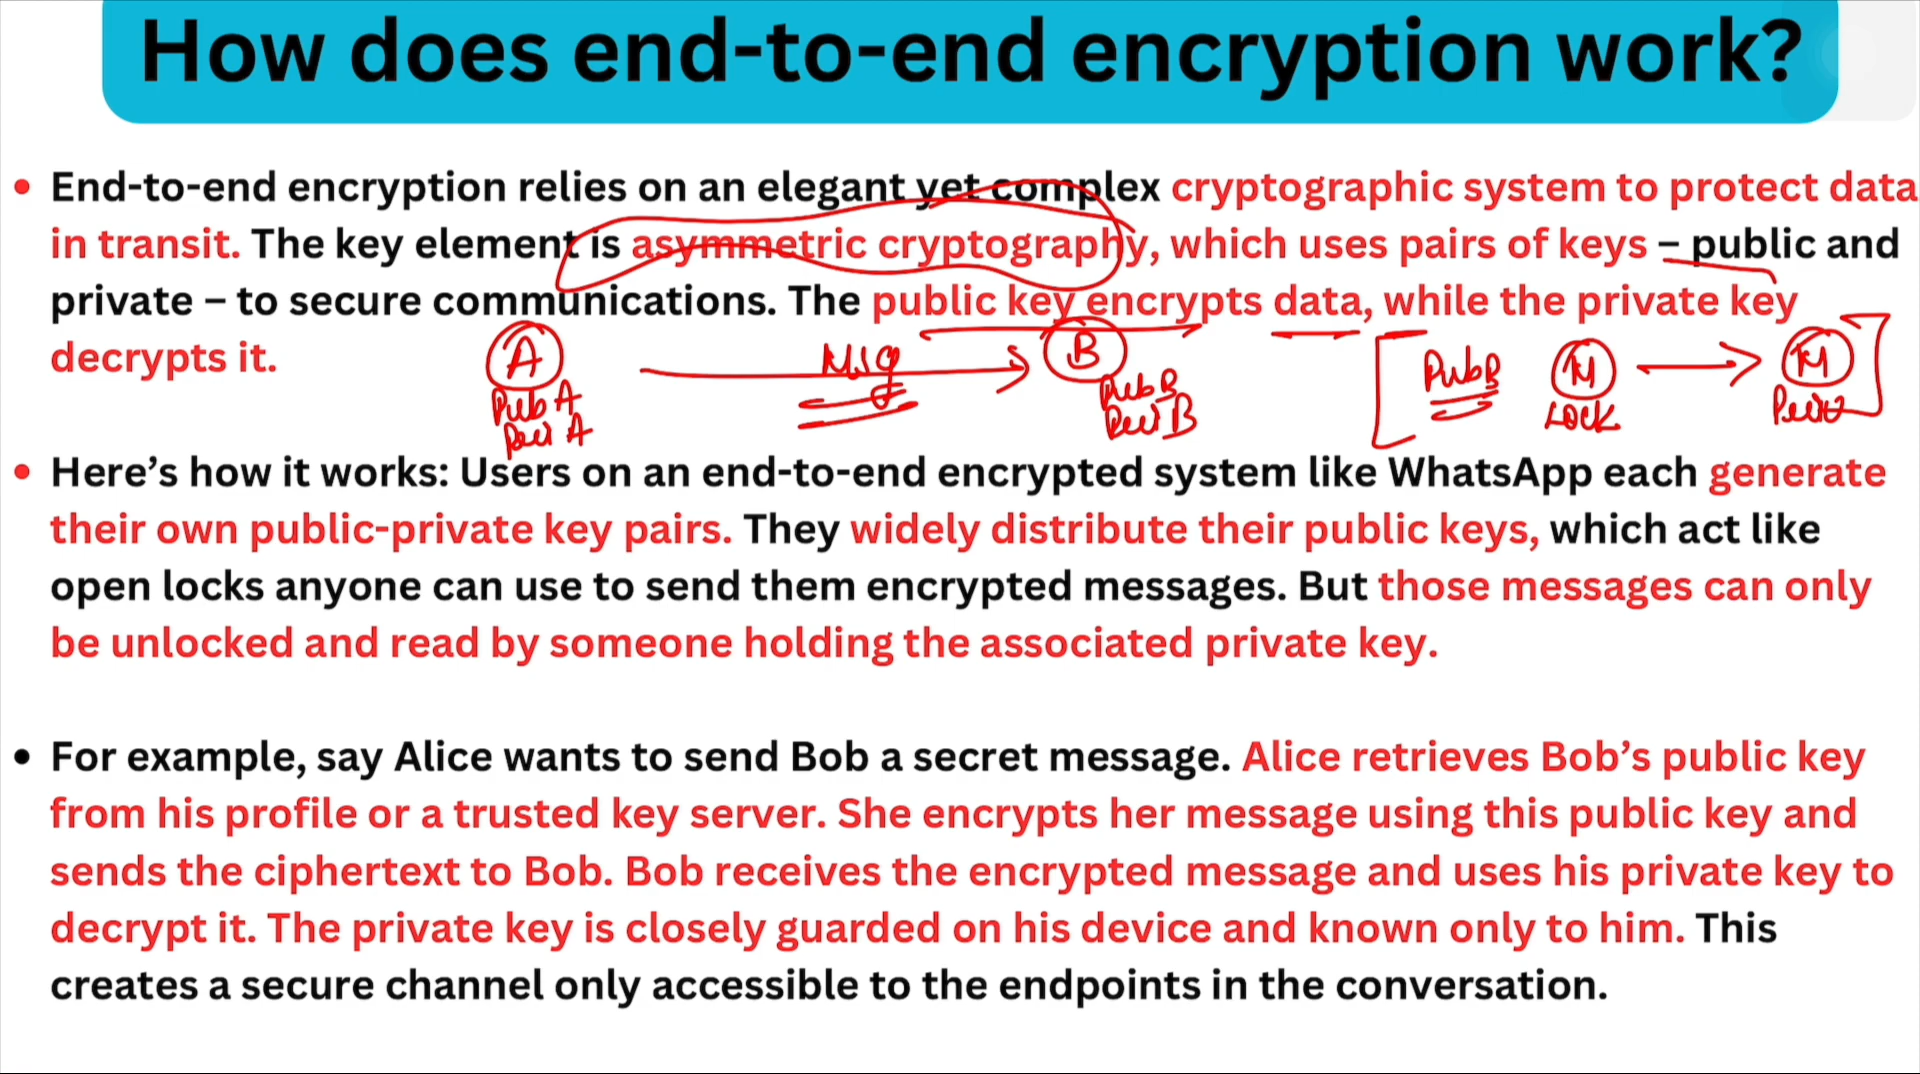 How does end-to-end encryption work?
• End-to-end encryption relies on an elegant yet complex cryptographic system to protect data
in transit. The key element is asymmetric cryptography, which uses pairs of keys – public and
private – to secure communications. The public key encrypts data, while the private key
decrypts it.
A Msg B PubB M M
Pub A Pub B LOCK
A B
• Here’s how it works: Users on an end-to-end encrypted system like WhatsApp each generate
their own public-private key pairs. They widely distribute their public keys, which act like
open locks anyone can use to send them encrypted messages. But those messages can only
be unlocked and read by someone holding the associated private key.
• For example, say Alice wants to send Bob a secret message. Alice retrieves Bob’s public key
from his profile or a trusted key server. She encrypts her message using this public key and
sends the ciphertext to Bob. Bob receives the encrypted message and uses his private key to
decrypt it. The private key is closely guarded on his device and known only to him. This
creates a secure channel only accessible to the endpoints in the conversation.